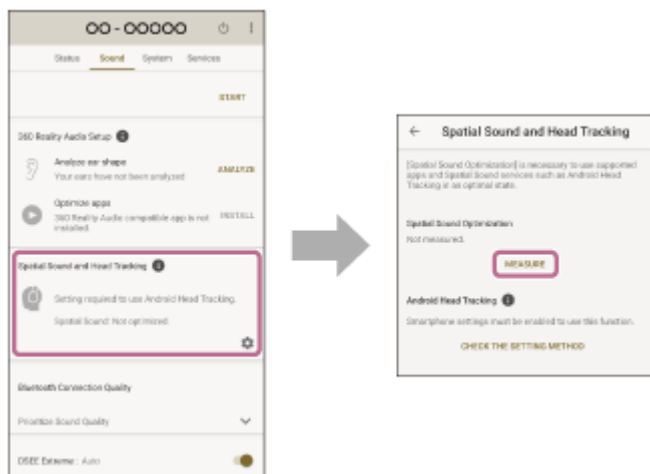 OO-OOOOO
Status Sound System Services
START
360 Reality Audio Setup
Analyze ear shape
Your ears have not been analyzed
ANALYZE
Optimize apps
360 Reality Audio compatible app is not
installed
INSTALL
Spatial Sound and Head Tracking
Setting required to use Android Head Tracking.
Spatial Sound: Not optimized.
Bluetooth Connection Quality
Prioritize Sound Quality
DSEE Extreme : Auto
Spatial Sound and Head Tracking
[Spatial Sound Optimization] is necessary to use supported
apps and Spatial Sound services such as Android Head
Tracking in an optimal state.
Spatial Sound Optimization
Not measured.
MEASURE
Android Head Tracking
Smartphone settings must be enabled to use this function.
CHECK THE SETTING METHOD